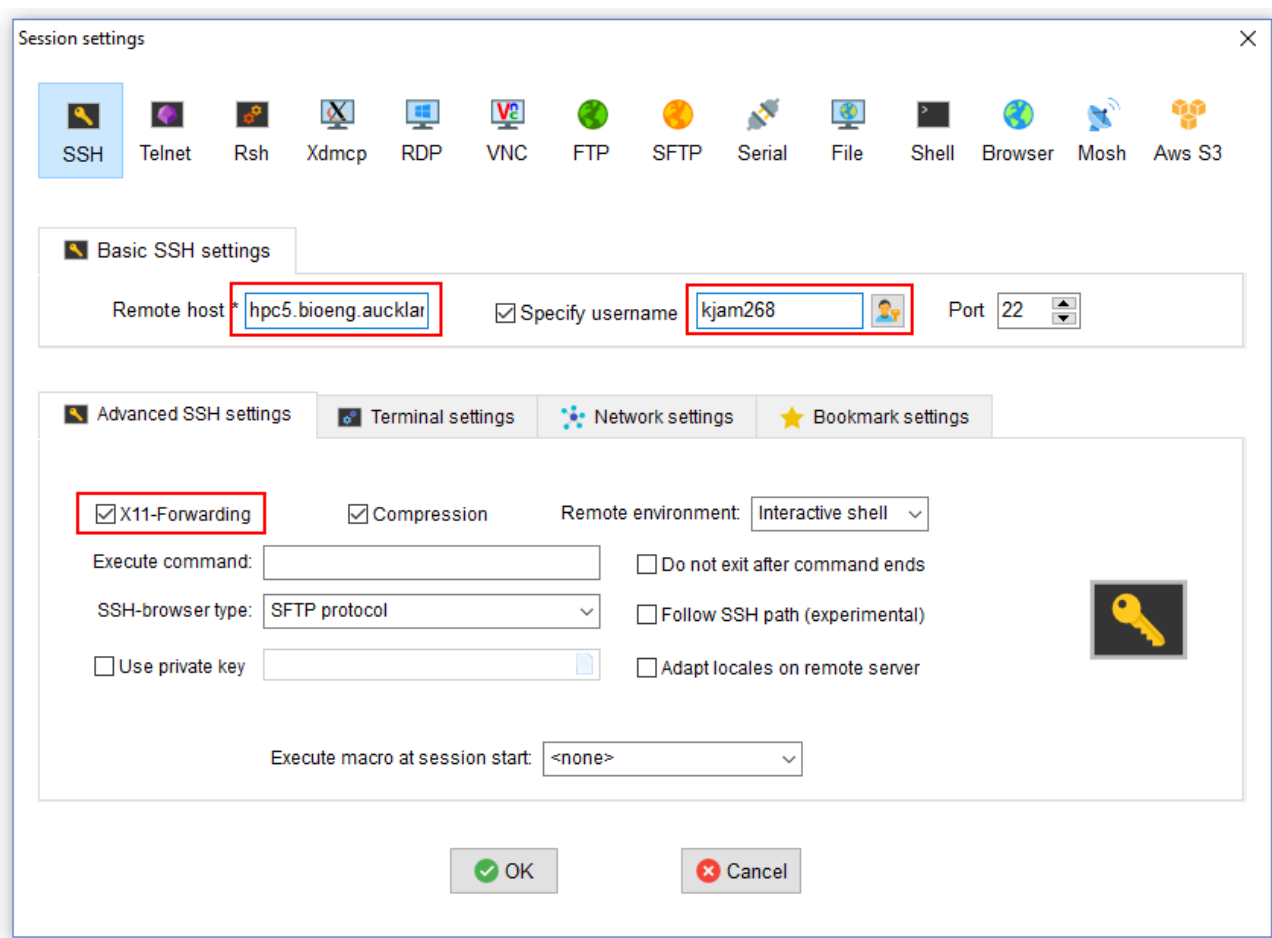 Session settings
SSH Telnet Rsh Xdmcp RDP VNC FTP SFTP Serial File Shell Browser Mosh Aws S3
Basic SSH settings
Remote host * hpc5.bioeng.aucklar Specify username kjam268 Port 22
Advanced SSH settings Terminal settings Network settings Bookmark settings
X11-Forwarding Compression Remote environment: Interactive shell
Execute command: Do not exit after command ends
SSH-browser type: SFTP protocol Follow SSH path (experimental)
Use private key Adapt locales on remote server
Execute macro at session start: <none>
OK Cancel